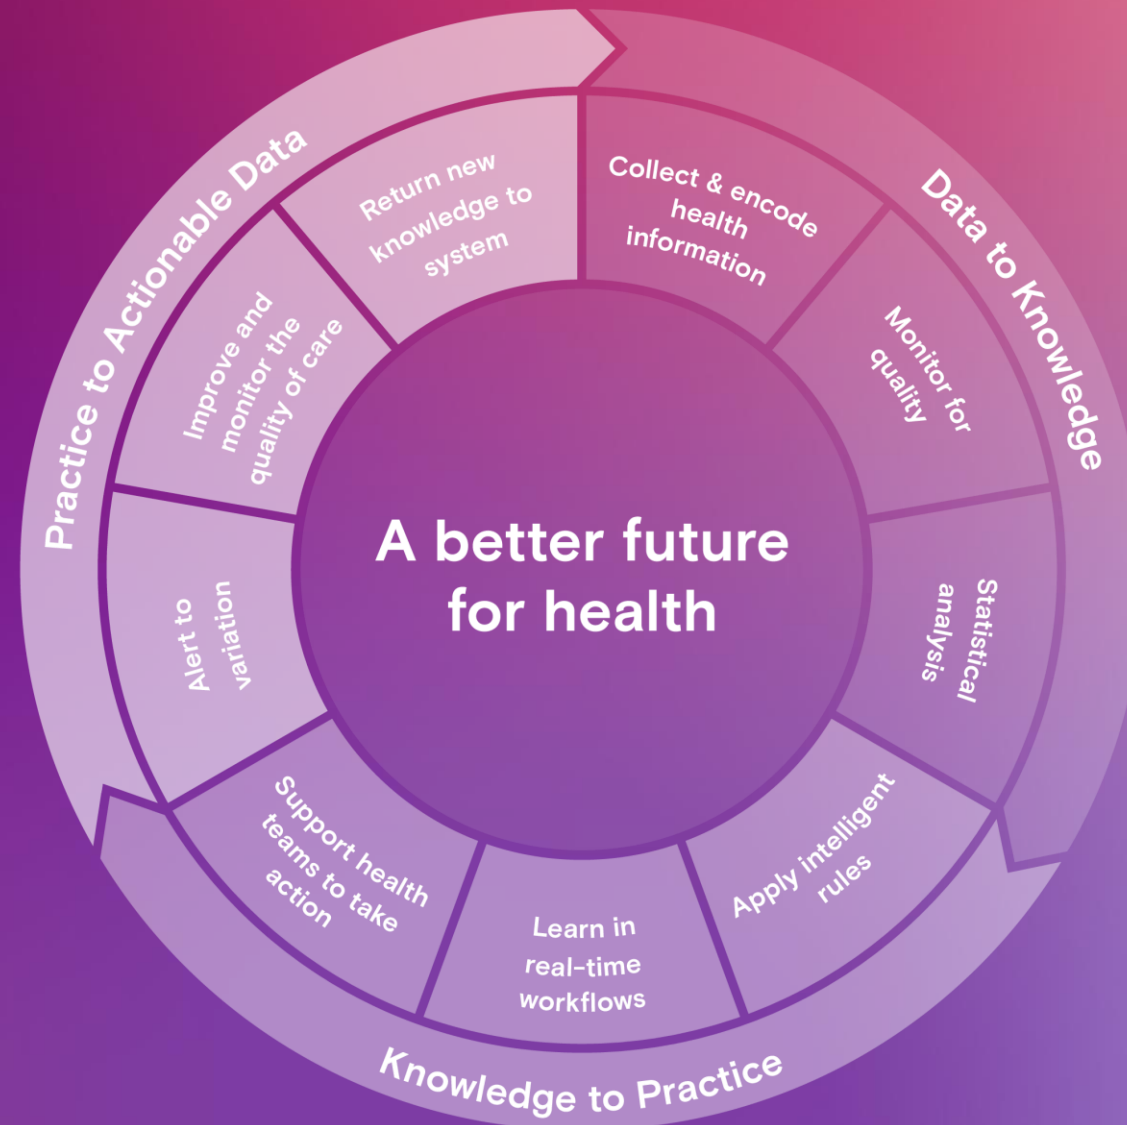 A better future
for health
Data to Knowledge
Collect & encode
health
information
Monitor for
quality
Statistical
analysis
Knowledge to Practice
Apply intelligent
rules
Learn in
real-time
workflows
Support health
teams to take
action
Practice to Actionable Data
Alert to
variation
Improve and
monitor the
quality of care
Return new
knowledge to
system